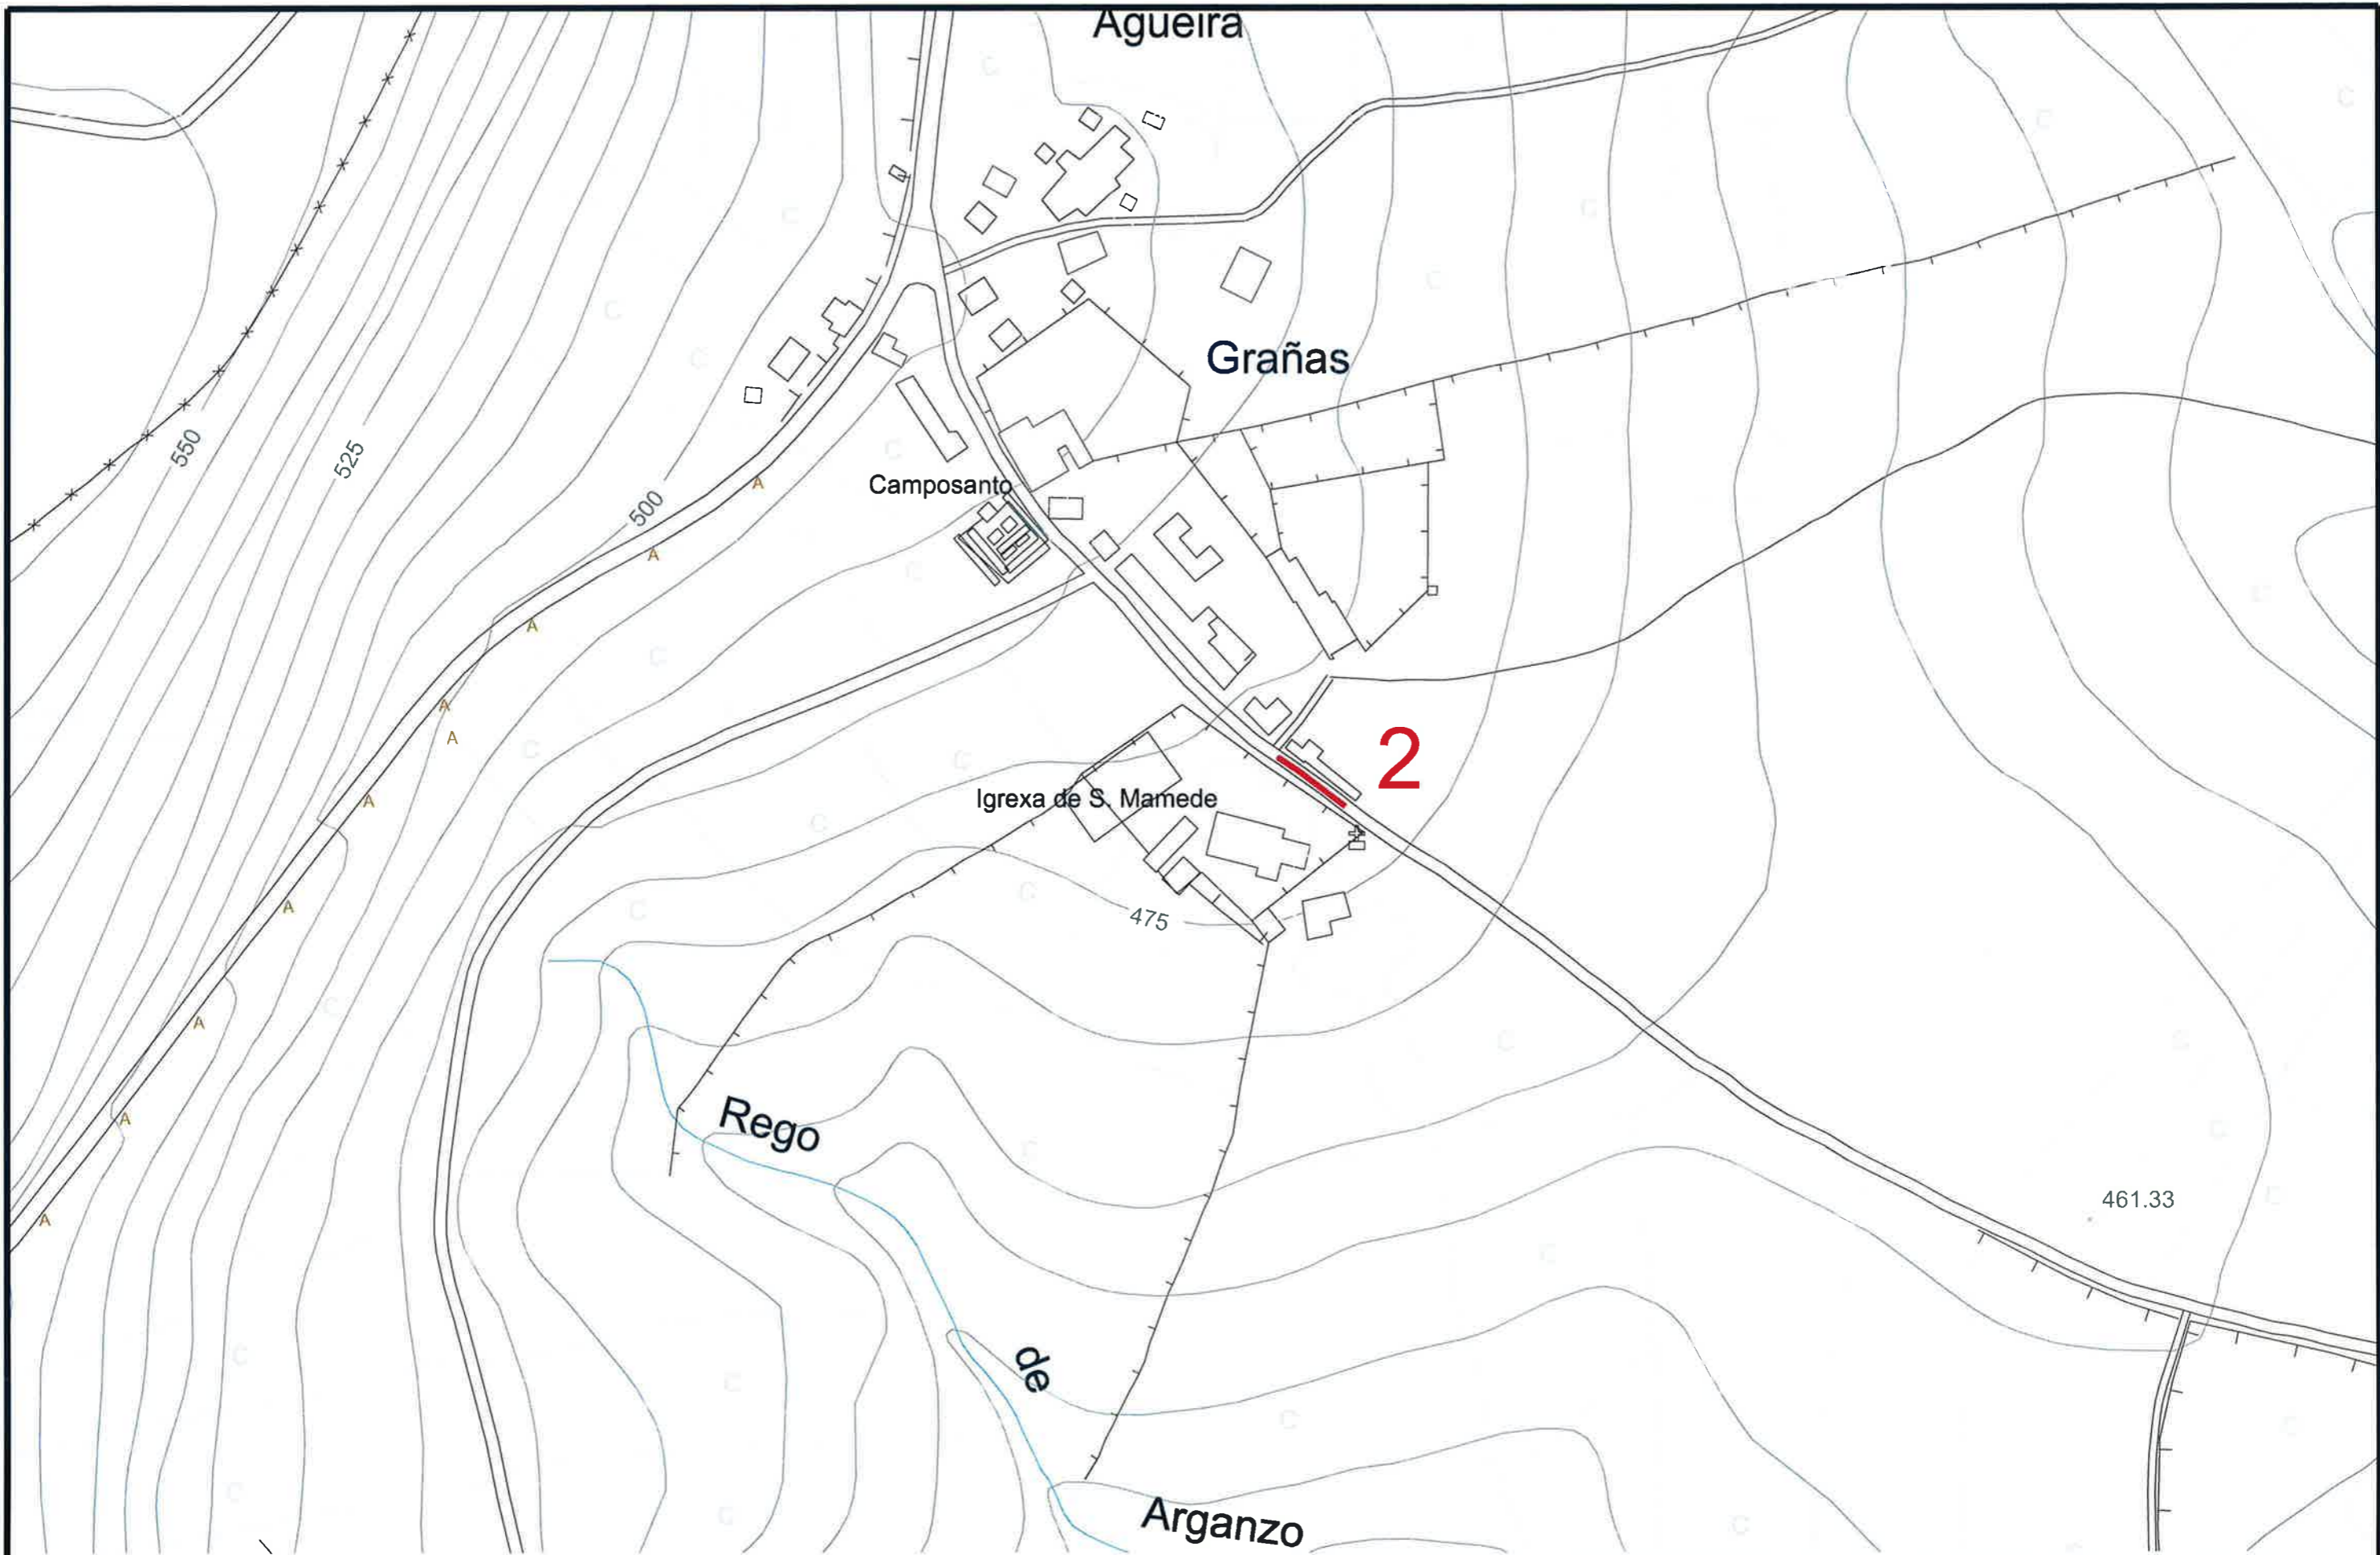 Agueira
Grañas
550
525
500
Camposanto
2
Igrexa de S. Mamede
475
Rego
461.33
de
Arganzo
A
A
A
A
A
A
A
A
A
A